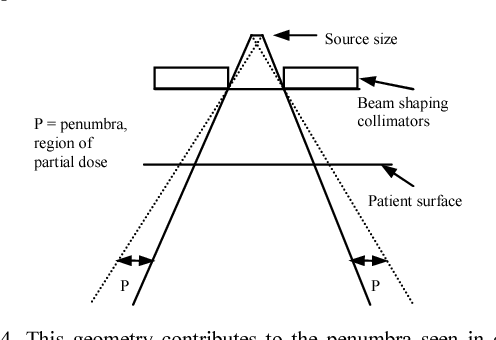 Source size
Beam shaping
collimators
P = penumbra,
region of
partial dose
Patient surface
P
P
4. This geometry contributes to the penumbra seen in